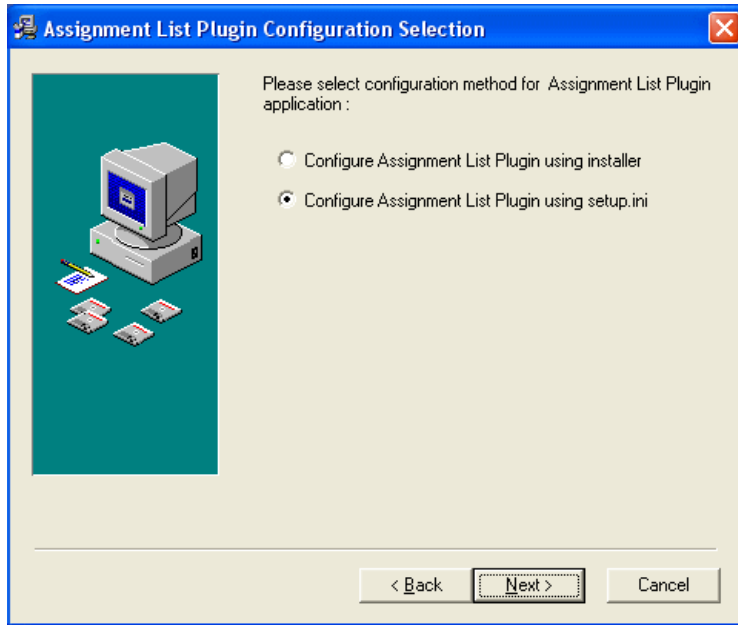 Assignment List Plugin Configuration Selection
Please select configuration method for  Assignment List Plugin
application :
Configure Assignment List Plugin using installer
Configure Assignment List Plugin using setup.ini
< Back
Next >
Cancel